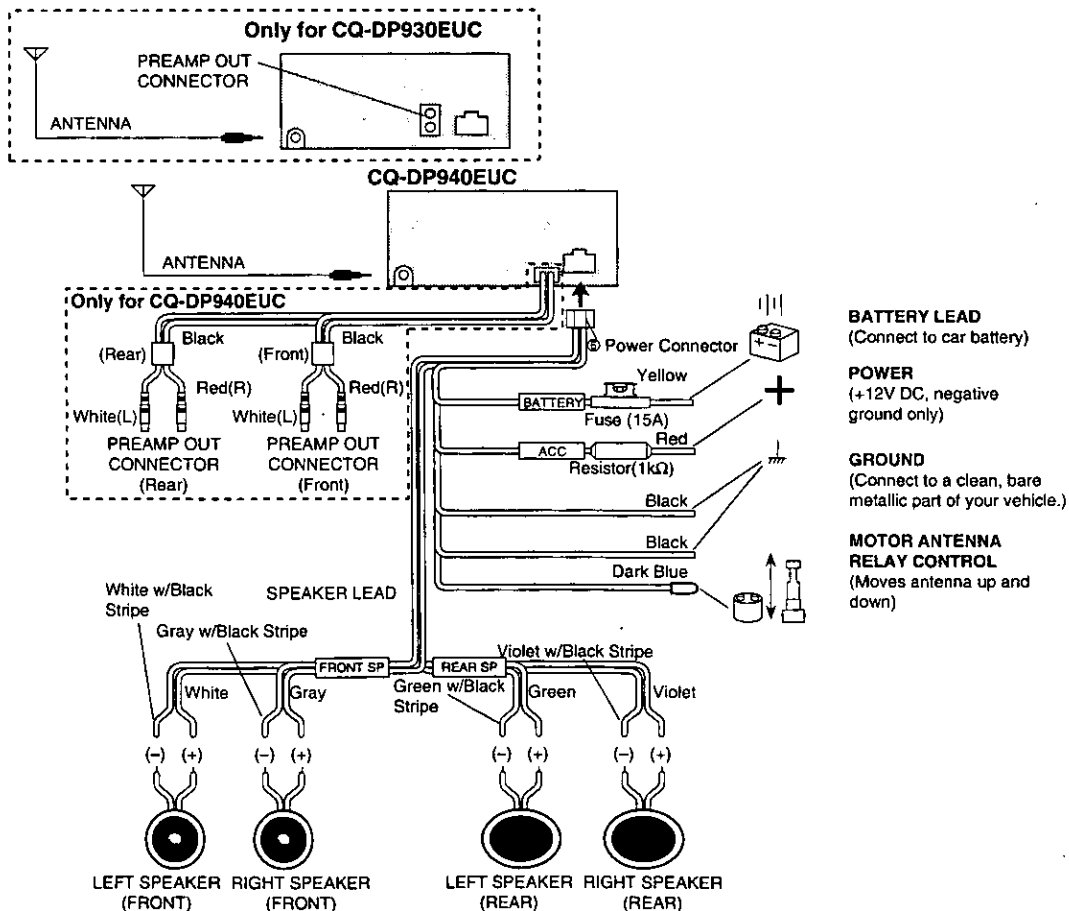 Only for CQ-DP930EUC
PREAMP OUT
CONNECTOR
ANTENNA
CQ-DP940EUC
ANTENNA
Only for CQ-DP940EUC
(Rear)
Black
(Front)
Black
Red(R)
Red(R)
White(L)
White(L)
PREAMP OUT
CONNECTOR
(Rear)
PREAMP OUT
CONNECTOR
(Front)
Power Connector
Yellow
BATTERY
Fuse (15A)
Red
ACC
Resistor(1kΩ)
Black
Black
Dark Blue
BATTERY LEAD
(Connect to car battery)
POWER
(+12V DC, negative
ground only)
GROUND
(Connect to a clean, bare
metallic part of your vehicle.)
MOTOR ANTENNA
RELAY CONTROL
(Moves antenna up and
down)
White w/Black
Stripe
SPEAKER LEAD
Gray w/Black Stripe
Violet w/Black Stripe
FRONT SP
REAR SP
White
Gray
Green w/Black
Stripe
Green
Violet
(−) (+)
(−) (+)
(−) (+)
(−) (+)
LEFT SPEAKER
(FRONT)
RIGHT SPEAKER
(FRONT)
LEFT SPEAKER
(REAR)
RIGHT SPEAKER
(REAR)